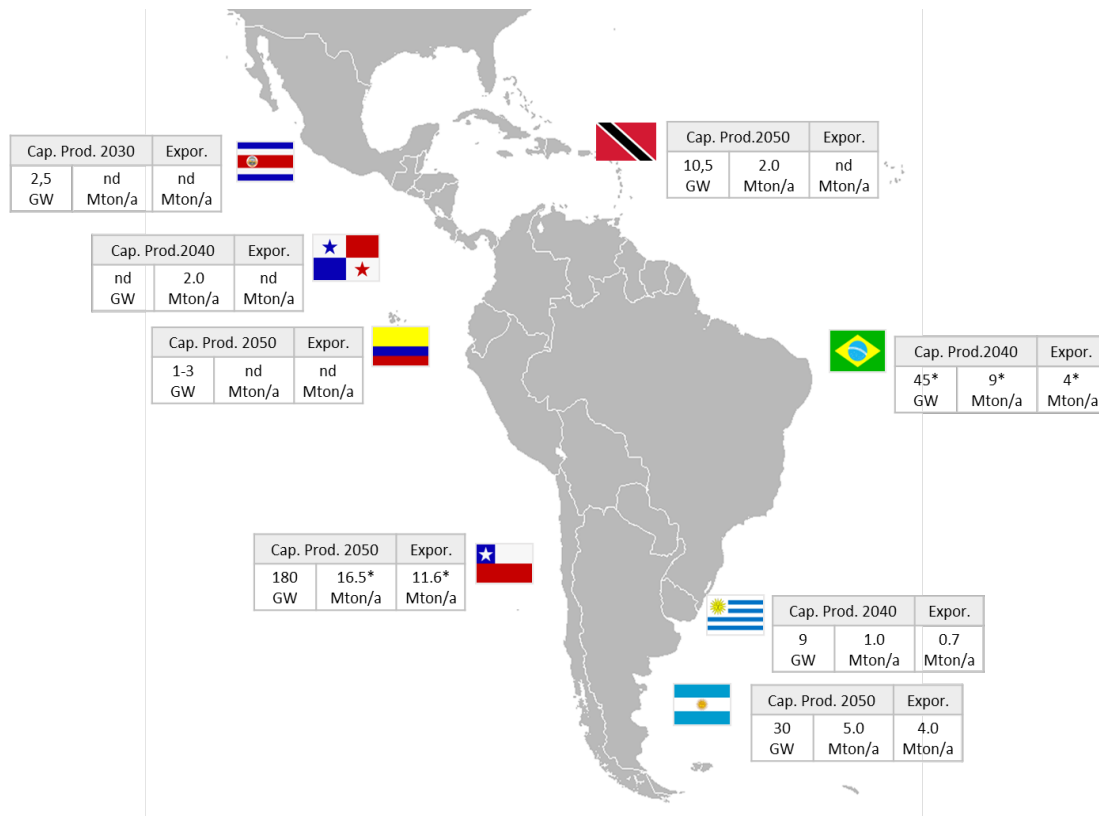 Cap. Prod. 2030 Expor.
2,5 nd nd
GW Mton/a Mton/a
Cap. Prod.2050 Expor.
10,5 2.0 nd
GW Mton/a Mton/a
Cap. Prod.2040 Expor.
nd 2.0 nd
GW Mton/a Mton/a
Cap. Prod. 2050 Expor.
1-3 nd nd
GW Mton/a Mton/a
Cap. Prod.2040 Expor.
45* 9* 4*
GW Mton/a Mton/a
Cap. Prod. 2050 Expor.
180 16.5* 11.6*
GW Mton/a Mton/a
Cap. Prod. 2040 Expor.
9 1.0 0.7
GW Mton/a Mton/a
Cap. Prod. 2050 Expor.
30 5.0 4.0
GW Mton/a Mton/a